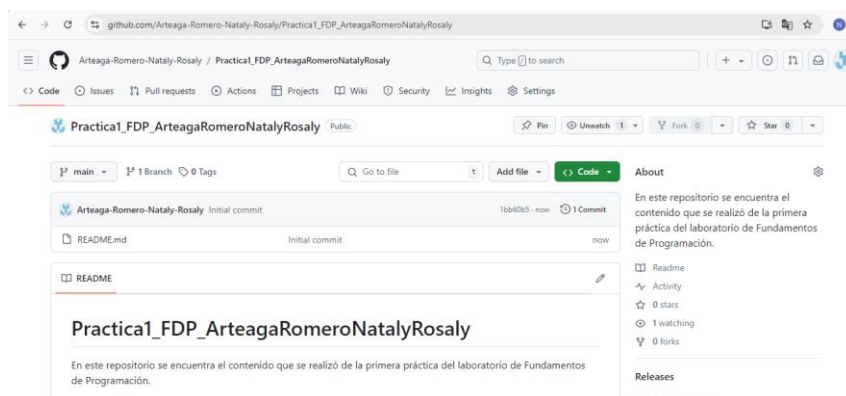 github.com/Arteaga-Romero-Nataly-Rosaly/Practica1_FDP_ArteagaRomeroNatalyRosaly
Arteaga-Romero-Nataly-Rosaly / Practica1_FDP_ArteagaRomeroNatalyRosaly
Type / to search
Code Issues Pull requests Actions Projects Wiki Security Insights Settings
Practica1_FDP_ArteagaRomeroNatalyRosaly Public
Pin Unwatch 1 Fork 0 Star 0
main 1 Branch 0 Tags Go to file t Add file Code
About
Arteaga-Romero-Nataly-Rosaly Initial commit 1bb60b5 · now 1 Commit
README.md Initial commit now
En este repositorio se encuentra el
contenido que se realizó de la primera
práctica del laboratorio de Fundamentos
de Programación.
Readme
Activity
0 stars
1 watching
0 forks
Releases
README
Practica1_FDP_ArteagaRomeroNatalyRosaly
En este repositorio se encuentra el contenido que se realizó de la primera práctica del laboratorio de Fundamentos
de Programación.